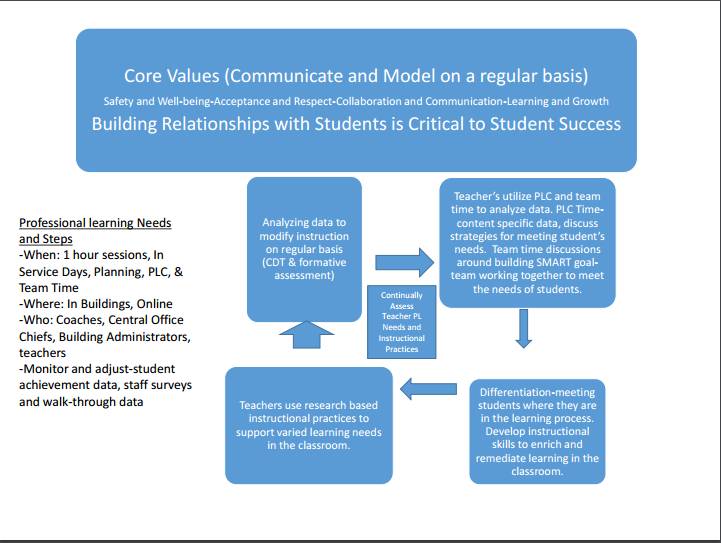 Core Values (Communicate and Model on a regular basis)
Safety and Well-being-Acceptance and Respect-Collaboration and Communication-Learning and Growth
Building Relationships with Students is Critical to Student Success
Professional learning Needs
and Steps
-When: 1 hour sessions, In
Service Days, Planning, PLC, &
Team Time
-Where: In Buildings, Online
-Who: Coaches, Central Office
Chiefs, Building Administrators,
teachers
-Monitor and adjust-student
achievement data, staff surveys
and walk-through data
Analyzing data to
modify instruction
on regular basis
(CDT & formative
assessment)
Teacher's utilize PLC and team
time to analyze data. PLC Time-
content specific data, discuss
strategies for meeting student's
needs.  Team time discussions
around building SMART goal-
team working together to meet
the needs of students.
Continually
Assess
Teacher PL
Needs and
Instructional
Practices
Teachers use research based
instructional practices to
support varied learning needs
in the classroom.
Differentiation-meeting
students where they are
in the learning process.
Develop instructional
skills to enrich and
remediate learning in the
classroom.